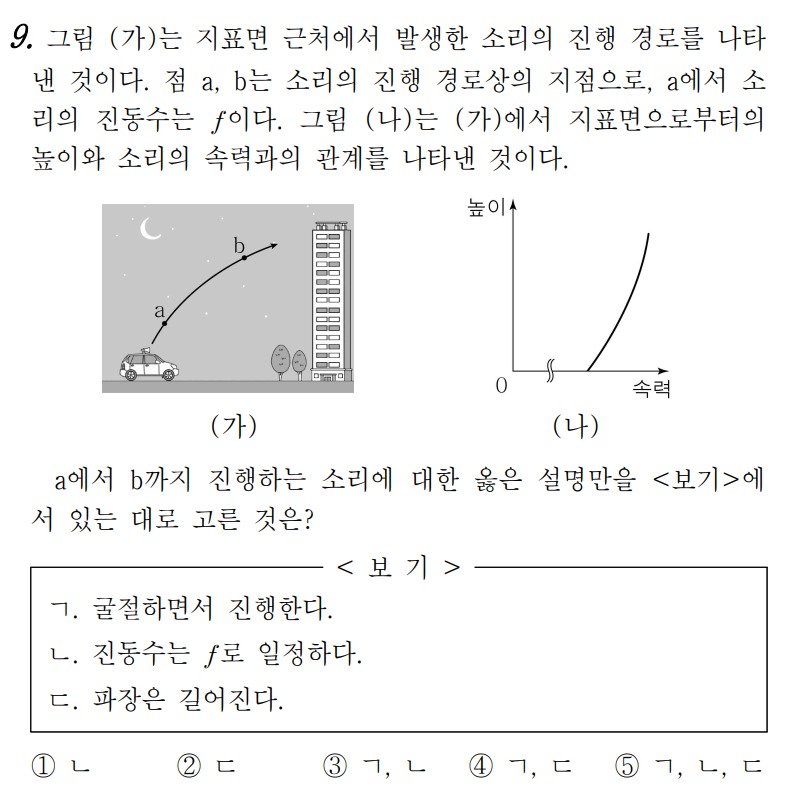 9. 그림 (가)는 지표면 근처에서 발생한 소리의 진행 경로를 나타
낸 것이다. 점 a, b는 소리의 진행 경로상의 지점으로, a에서 소
리의 진동수는 f이다. 그림 (나)는 (가)에서 지표면으로부터의
높이와 소리의 속력과의 관계를 나타낸 것이다.
a
b
(가)
높이
0
속력
(나)
a에서 b까지 진행하는 소리에 대한 옳은 설명만을 <보기>에
서 있는 대로 고른 것은?
< 보 기 >
ㄱ. 굴절하면서 진행한다.
ㄴ. 진동수는 f로 일정하다.
ㄷ. 파장은 길어진다.
① ㄴ ② ㄷ ③ ㄱ, ㄴ ④ ㄱ, ㄷ ⑤ ㄱ, ㄴ, ㄷ